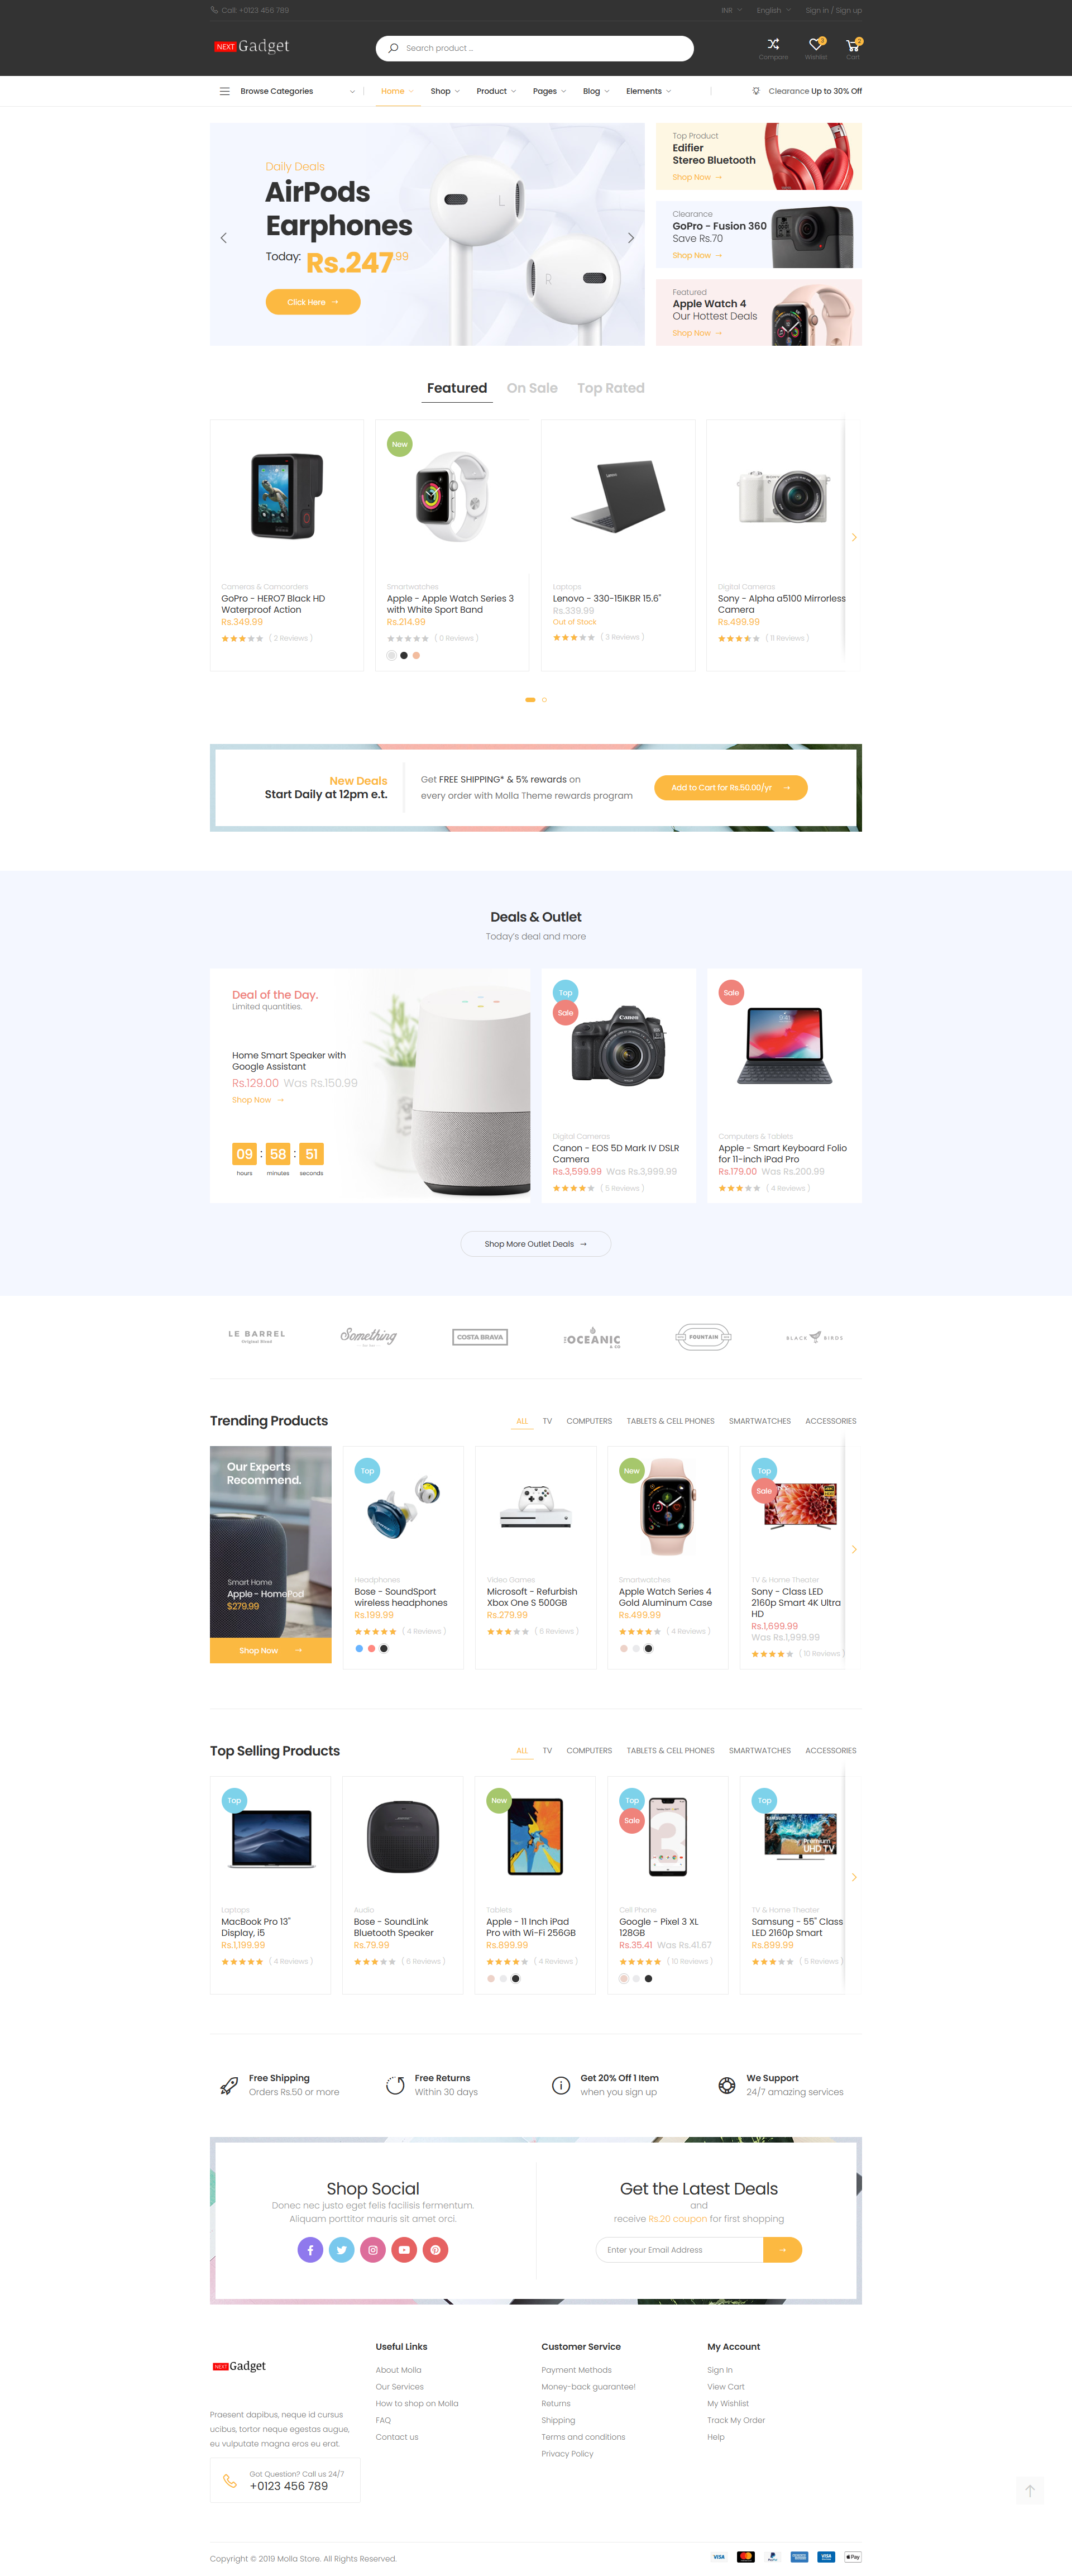 Call: +0123 456 789
INR
English
Sign in / Sign up
NEXT Gadget
Search product ...
Compare
Wishlist
3
Cart
2
Browse Categories
Home
Shop
Product
Pages
Blog
Elements
Clearance Up to 30% Off
Daily Deals
AirPods
Earphones
Today: Rs.247.99
Click Here
L
R
Top Product
Edifier
Stereo Bluetooth
Shop Now
Clearance
GoPro - Fusion 360
Save Rs.70
Shop Now
Featured
Apple Watch 4
Our Hottest Deals
Shop Now
Featured
On Sale
Top Rated
Cameras & Camcorders
GoPro - HERO7 Black HD
Waterproof Action
Rs.349.99
( 2 Reviews )
New
Smartwatches
Apple - Apple Watch Series 3
with White Sport Band
Rs.214.99
( 0 Reviews )
Laptops
Lenovo - 330-15IKBR 15.6"
Rs.339.99
Out of Stock
( 3 Reviews )
Digital Cameras
Sony - Alpha a5100 Mirrorless
Camera
Rs.499.99
( 11 Reviews )
New Deals
Start Daily at 12pm e.t.
Get FREE SHIPPING* & 5% rewards on
every order with Molla Theme rewards program
Add to Cart for Rs.50.00/yr
Deals & Outlet
Today's deal and more
Deal of the Day.
Limited quantities.
Home Smart Speaker with
Google Assistant
Rs.129.00 Was Rs.150.99
Shop Now
09 : 58 : 51
hours minutes seconds
Top
Sale
Canon
Digital Cameras
Canon - EOS 5D Mark IV DSLR
Camera
Rs.3,599.99 Was Rs.3,999.99
( 5 Reviews )
Sale
Computers & Tablets
Apple - Smart Keyboard Folio
for 11-inch iPad Pro
Rs.179.00 Was Rs.200.99
( 4 Reviews )
Shop More Outlet Deals
LE BARREL
Original Blend
Something
COSTA BRAVA
THE OCEANIC
& CO
FOUNTAIN
BLACK BIRDS
Trending Products
ALL
TV
COMPUTERS
TABLETS & CELL PHONES
SMARTWATCHES
ACCESSORIES
Our Experts
Recommend.
Smart Home
Apple - HomePod
$279.99
Shop Now
Top
Headphones
Bose - SoundSport
wireless headphones
Rs.199.99
( 4 Reviews )
Video Games
Microsoft - Refurbish
Xbox One S 500GB
Rs.279.99
( 6 Reviews )
New
Smartwatches
Apple Watch Series 4
Gold Aluminum Case
Rs.499.99
( 4 Reviews )
Top
Sale
TV & Home Theater
Sony - Class LED
2160p Smart 4K Ultra
HD
Rs.1,699.99
Was Rs.1,999.99
( 10 Reviews )
Top Selling Products
ALL
TV
COMPUTERS
TABLETS & CELL PHONES
SMARTWATCHES
ACCESSORIES
Top
Laptops
MacBook Pro 13"
Display, i5
Rs.1,199.99
( 4 Reviews )
Audio
Bose - SoundLink
Bluetooth Speaker
Rs.79.99
( 6 Reviews )
New
Tablets
Apple - 11 Inch iPad
Pro with Wi-Fi 256GB
Rs.899.99
( 4 Reviews )
Top
Sale
Cell Phone
Google - Pixel 3 XL
128GB
Rs.35.41 Was Rs.41.67
( 10 Reviews )
Top
SAMSUNG
Premium
UHD TV
TV & Home Theater
Samsung - 55" Class
LED 2160p Smart
Rs.899.99
( 5 Reviews )
Free Shipping
Orders Rs.50 or more
Free Returns
Within 30 days
Get 20% Off 1 Item
when you sign up
We Support
24/7 amazing services
Shop Social
Donec nec justo eget felis facilisis fermentum.
Aliquam porttitor mauris sit amet orci.
Get the Latest Deals
and
receive Rs.20 coupon for first shopping
Enter your Email Address
NEXT Gadget
Praesent dapibus, neque id cursus
ucibus, tortor neque egestas augue,
eu vulputate magna eros eu erat.
Got Question? Call us 24/7
+0123 456 789
Useful Links
About Molla
Our Services
How to shop on Molla
FAQ
Contact us
Customer Service
Payment Methods
Money-back guarantee!
Returns
Shipping
Terms and conditions
Privacy Policy
My Account
Sign In
View Cart
My Wishlist
Track My Order
Help
Copyright © 2019 Molla Store. All Rights Reserved.
VISA
PayPal
VISA
Pay